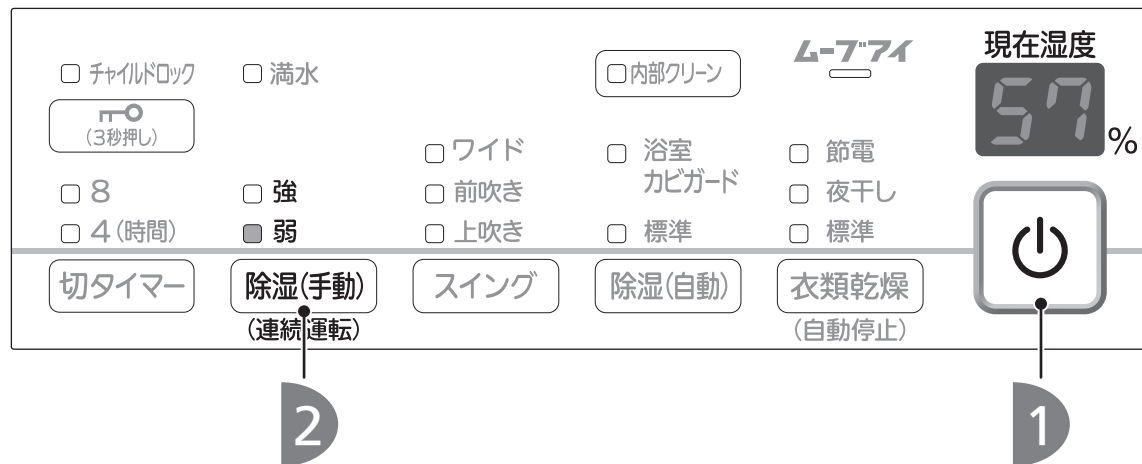 チャイルドロック
満水
内部クリーン
ムーブアイ
現在湿度
57%
(3秒押し)
ワイド
浴室
カビガード
節電
8
強
前吹き
夜干し
4(時間)
弱
上吹き
標準
標準
切タイマー
除湿(手動)
スイング
除湿(自動)
衣類乾燥
(連続運転)
(自動停止)
2
1